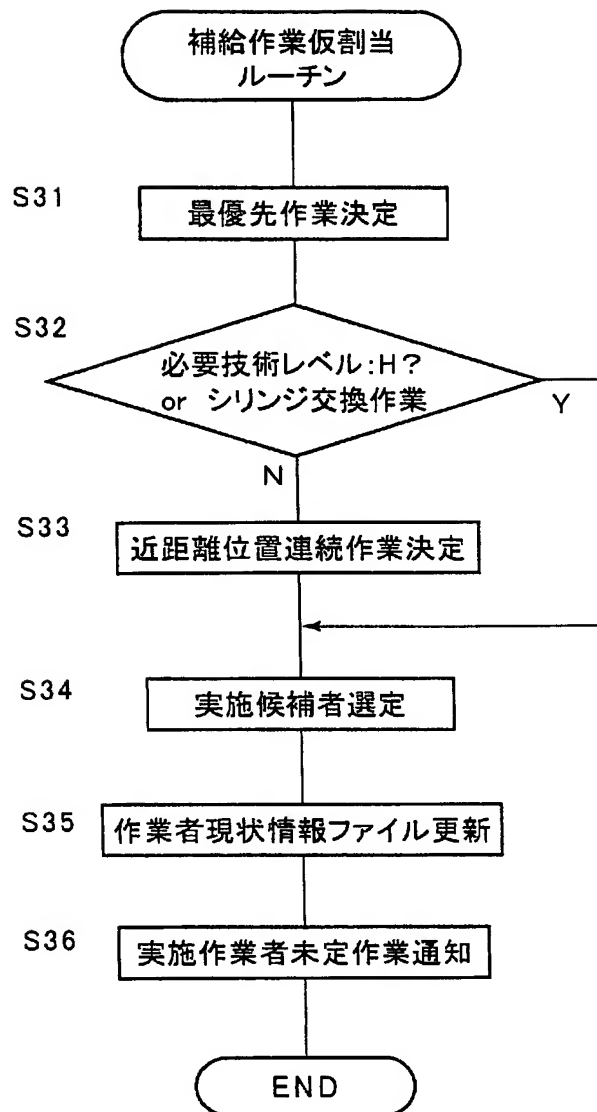 補給作業仮割当
ルーチン
S31
最優先作業決定
S32
必要技術レベル:H?
or シリンジ交換作業
Y
N
S33
近距離位置連続作業決定
S34
実施候補者選定
S35
作業者現状情報ファイル更新
S36
実施作業者未定作業通知
END